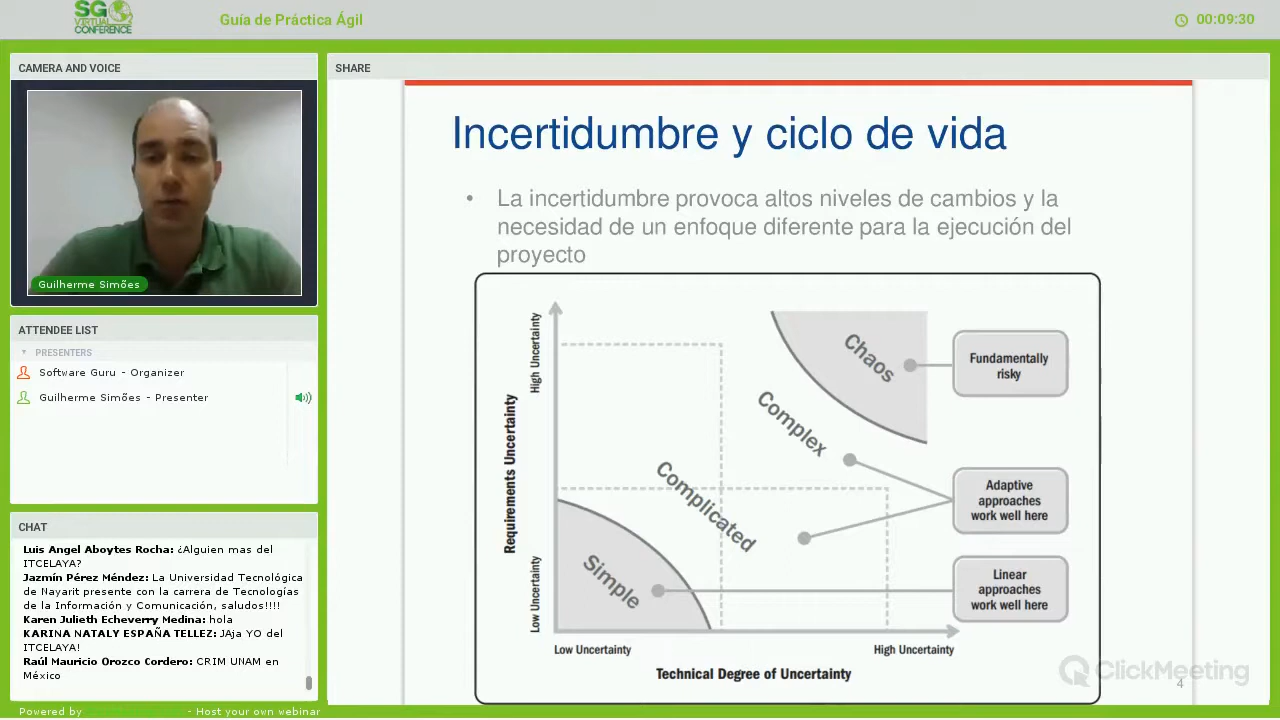 SG
VIRTUAL
CONFERENCE
Guía de Práctica Ágil
00:09:30
CAMERA AND VOICE
Guilherme Simões
ATTENDEE LIST
PRESENTERS
Software Guru - Organizer
Guilherme Simões - Presenter
CHAT
Luis Angel Aboytes Rocha: ¿Alguien mas del
ITCELAYA?
Jazmín Pérez Méndez: La Universidad Tecnológica
de Nayarit presente con la carrera de Tecnologías
de la Información y Comunicación, saludos!!!!
Karen Julieth Echeverry Medina: hola
KARINA NATALY ESPAÑA TELLEZ: JAja YO del
ITCELAYA!
Raúl Mauricio Orozco Cordero: CRIM UNAM en
México
Powered by - Host your own webinar
SHARE
Incertidumbre y ciclo de vida
• La incertidumbre provoca altos niveles de cambios y la
necesidad de un enfoque diferente para la ejecución del
proyecto
Requirements Uncertainty
High Uncertainty
Low Uncertainty
Chaos
Complex
Complicated
Simple
Fundamentally
risky
Adaptive
approaches
work well here
Linear
approaches
work well here
Low Uncertainty
High Uncertainty
Technical Degree of Uncertainty
ClickMeeting
4